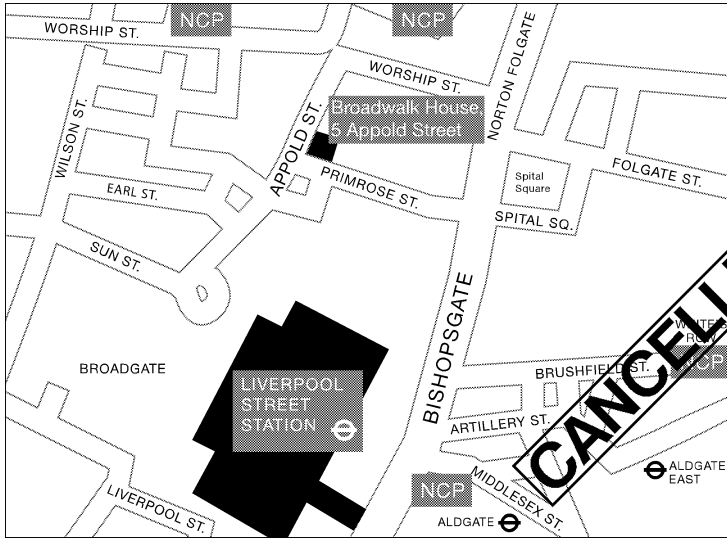 NCP
NCP
WORSHIP ST.
WORSHIP ST.
NORTON FOLGATE
WILSON ST.
APPOLD ST.
Broadwalk House,
5 Appold Street
EARL ST.
PRIMROSE ST.
Spital
Square
FOLGATE ST.
SPITAL SQ.
SUN ST.
BISHOPSGATE
BROADGATE
LIVERPOOL
STREET
STATION
WHITE'S
ROW
NCP
BRUSHFIELD ST.
ARTILLERY ST.
ALDGATE
EAST
NCP
MIDDLESEX ST.
LIVERPOOL ST.
ALDGATE